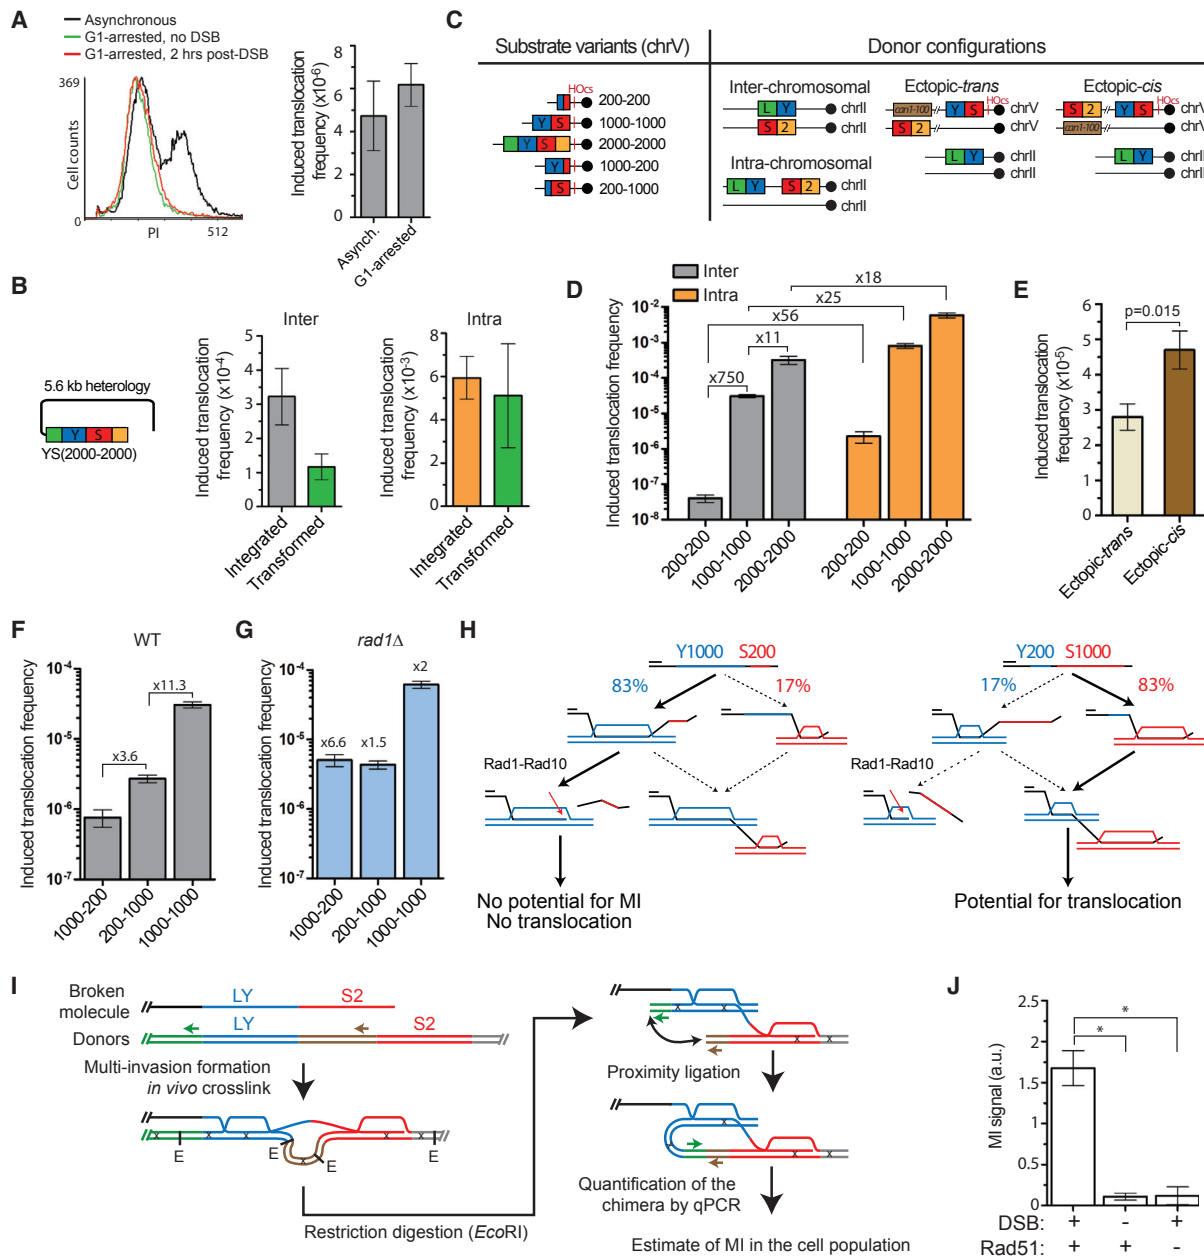 A
Asynchronous
G1-arrested, no DSB
G1-arrested, 2 hrs post-DSB
369
Cell counts
0
PI
512
Induced translocation
frequency (x10-6)
8
6
4
2
0
Asynch.
G1-arrested
B
5.6 kb heterology
Y S
YS(2000-2000)
Inter
Induced translocation
frequency (x10-4)
5
4
3
2
1
0
Integrated
Transformed
Intra
Induced translocation
frequency (x10-3)
8
6
4
2
0
Integrated
Transformed
C
Substrate variants (chrV)
HOcs
200-200
Y S
1000-1000
Y S
2000-2000
Y
1000-200
S
200-1000
Donor configurations
Inter-chromosomal
L Y
chrII
S 2
chrII
Intra-chromosomal
L Y S 2
chrII
chrII
Ectopic-trans
HOcs
can1-100 Y S
chrV
S 2
chrV
L Y
chrII
chrII
Ectopic-cis
HOcs
S 2 Y S
chrV
can1-100
chrV
L Y
chrII
chrII
D
Inter
Intra
Induced translocation frequency
10-2
10-3
10-4
10-5
10-6
10-7
10-8
x750
x11
x56
x25
x18
200-200
1000-1000
2000-2000
200-200
1000-1000
2000-2000
E
Induced translocation
frequency (x10-5)
6
5
4
3
2
1
0
p=0.015
Ectopic-trans
Ectopic-cis
F
WT
Induced translocation frequency
10-4
10-5
10-6
10-7
x3.6
x11.3
1000-200
200-1000
1000-1000
G
rad1Δ
Induced translocation frequency
10-4
10-5
10-6
10-7
x6.6
x1.5
x2
1000-200
200-1000
1000-1000
H
Y1000 S200
83%
17%
Rad1-Rad10
No potential for MI
No translocation
Y200 S1000
17%
83%
Rad1-Rad10
Potential for translocation
I
Broken
molecule
LY S2
Donors
LY S2
Multi-invasion formation
in vivo crosslink
E
E
E
E
Restriction digestion (EcoRI)
Proximity ligation
Quantification of the
chimera by qPCR
Estimate of MI in the cell population
J
MI signal (a.u.)
2.5
2
1.5
1
0.5
0
*
*
DSB: + - +
Rad51: + + -